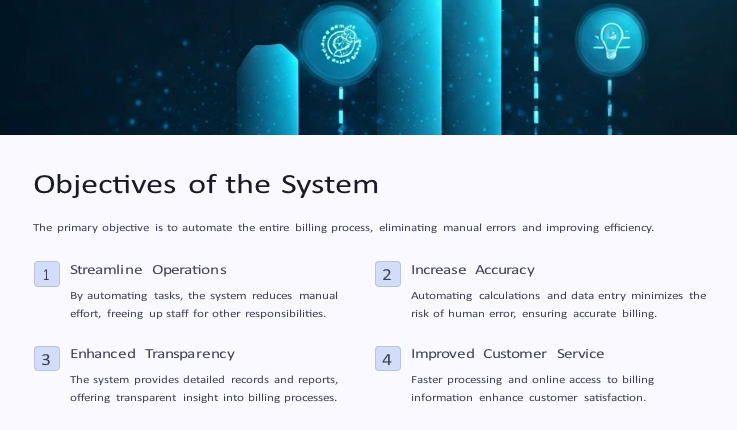 Objectives of the System
The primary objective is to automate the entire billing process, eliminating manual errors and improving efficiency.
1
Streamline Operations
By automating tasks, the system reduces manual
effort, freeing up staff for other responsibilities.
2
Increase Accuracy
Automating calculations and data entry minimizes the
risk of human error, ensuring accurate billing.
3
Enhanced Transparency
The system provides detailed records and reports,
offering transparent insight into billing processes.
4
Improved Customer Service
Faster processing and online access to billing
information enhance customer satisfaction.